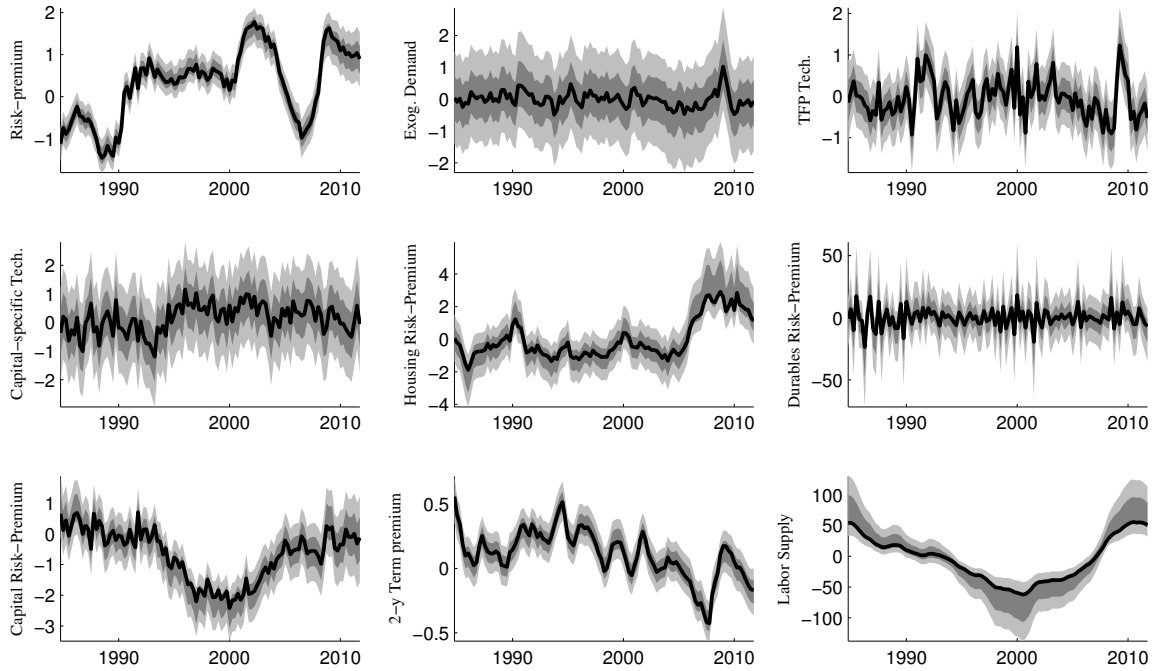 Risk−premium
2
1
0
−1
1990 2000 2010
Exog. Demand
2
1
0
−1
−2
1990 2000 2010
TFP Tech.
2
1
0
−1
1990 2000 2010
Capital−specific Tech.
2
1
0
−1
−2
1990 2000 2010
Housing Risk−Premium
4
2
0
−2
−4
1990 2000 2010
Durables Risk−Premium
50
0
−50
1990 2000 2010
Capital Risk−Premium
1
0
−1
−2
−3
1990 2000 2010
2−y Term premium
0.5
0
−0.5
1990 2000 2010
Labor Supply
100
50
0
−50
−100
1990 2000 2010